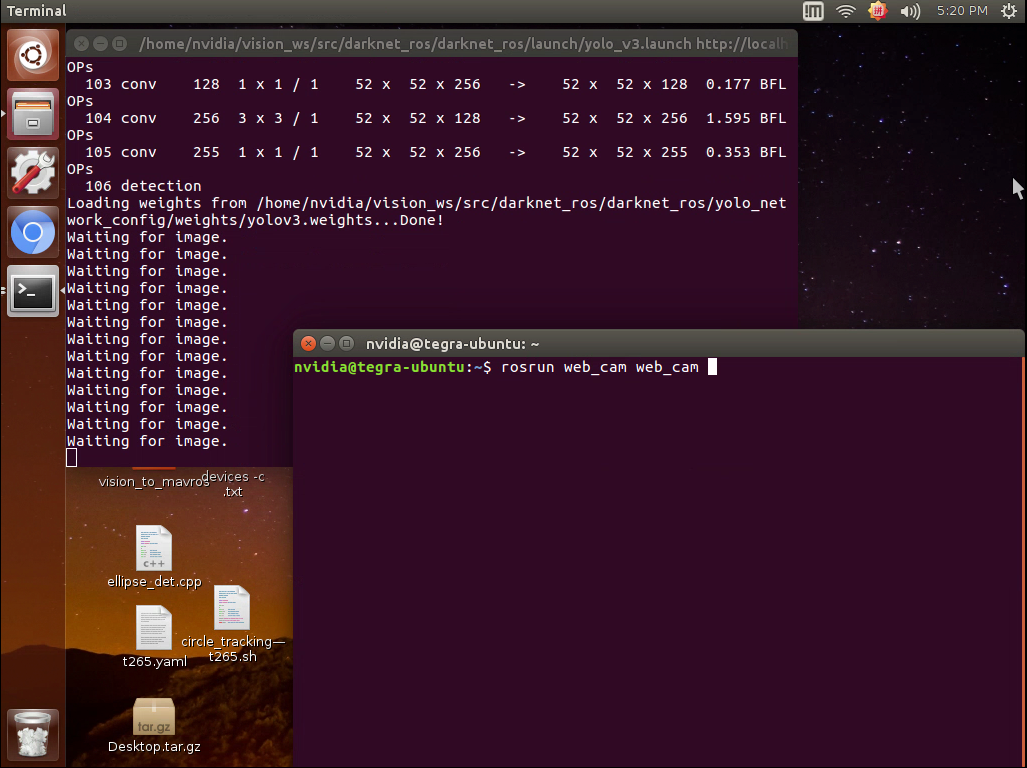 Terminal
5:20 PM
/home/nvidia/vision_ws/src/darknet_ros/darknet_ros/launch/yolo_v3.launch http://localh
OPs
103 conv 128 1 x 1 / 1 52 x 52 x 256 -> 52 x 52 x 128 0.177 BFL
OPs
104 conv 256 3 x 3 / 1 52 x 52 x 128 -> 52 x 52 x 256 1.595 BFL
OPs
105 conv 255 1 x 1 / 1 52 x 52 x 256 -> 52 x 52 x 255 0.353 BFL
OPs
106 detection
Loading weights from /home/nvidia/vision_ws/src/darknet_ros/darknet_ros/yolo_net
work_config/weights/yolov3.weights...Done!
Waiting for image.
Waiting for image.
Waiting for image.
Waiting for image.
Waiting for image.
Waiting for image.
Waiting for image.
Waiting for image.
Waiting for image.
Waiting for image.
Waiting for image.
Waiting for image.
Waiting for image.
nvidia@tegra-ubuntu: ~
nvidia@tegra-ubuntu:~$ rosrun web_cam web_cam
vision_to_mavros
devices -c
.txt
c++
ellipse_det.cpp
circle_tracking—
t265.sh
t265.yaml
tar.gz
Desktop.tar.gz